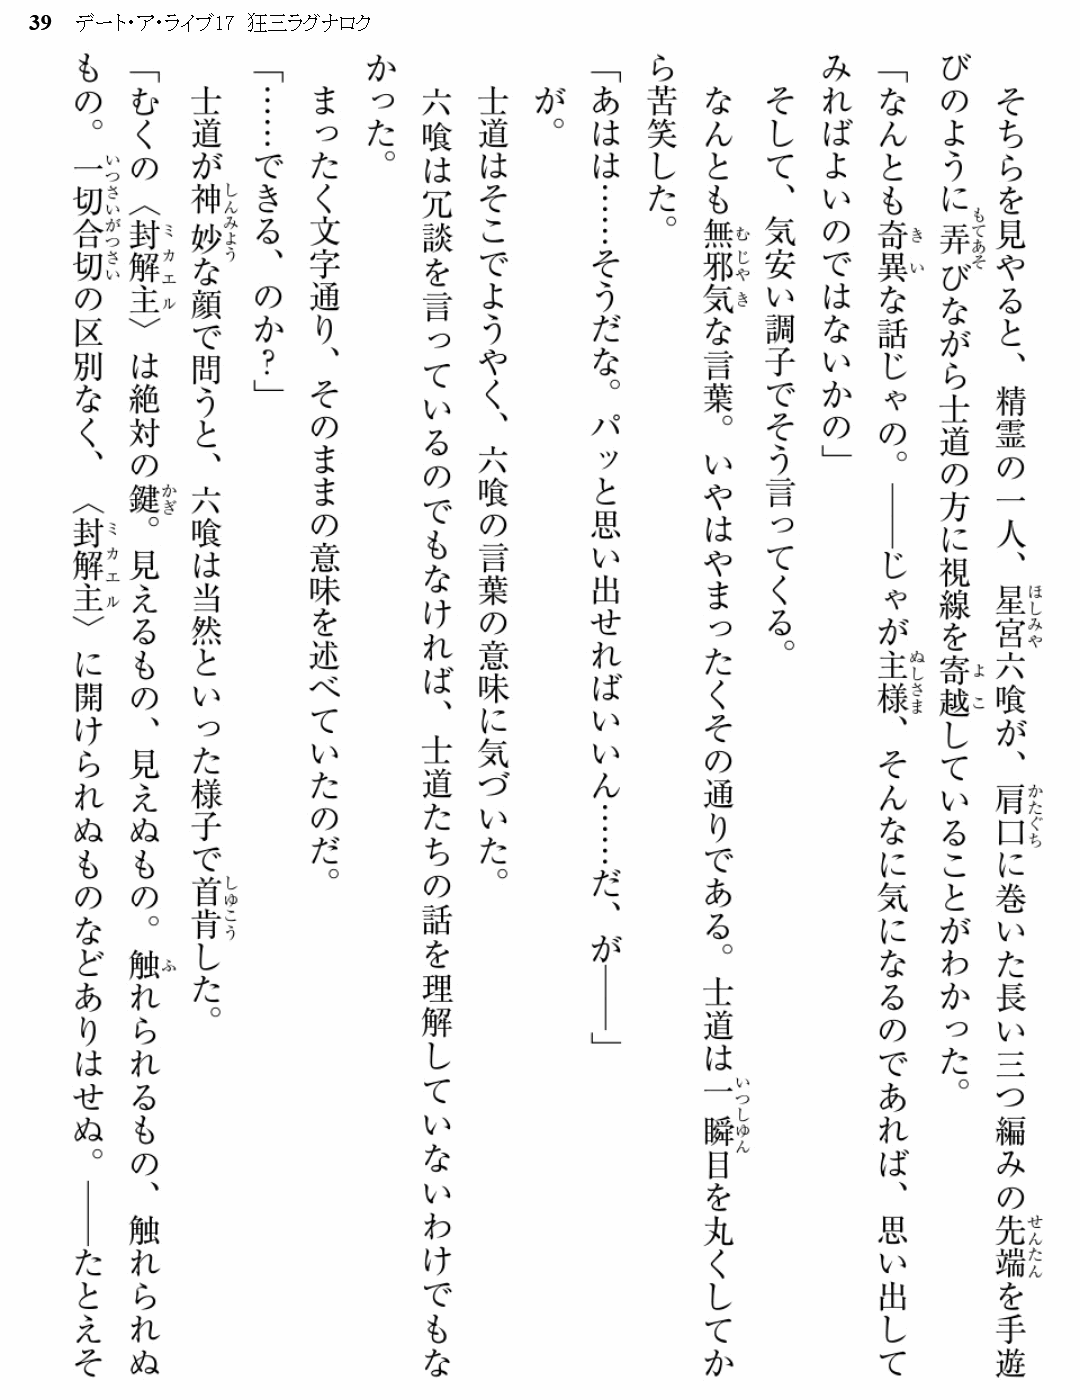 39 デート・ア・ライブ17 狂三ラグナロク
そちらを見やると、精霊の一人、星宮六喰が、肩口に巻いた長い三つ編みの先端を手遊
びのように弄びながら士道の方に視線を寄越していることがわかった。
「なんとも奇異な話じゃの。――じゃが主様、そんなに気になるのであれば、思い出して
みればよいのではないかの」
そして、気安い調子でそう言ってくる。
なんとも無邪気な言葉。いやはやまったくその通りである。士道は一瞬目を丸くしてか
ら苦笑した。
「あはは……そうだな。パッと思い出せればいいん……だ、が――」
が。
士道はそこでようやく、六喰の言葉の意味に気づいた。
六喰は冗談を言っているのでもなければ、士道たちの話を理解していないわけでもな
かった。
まったく文字通り、そのままの意味を述べていたのだ。
「……できる、のか?」
士道が神妙な顔で問うと、六喰は当然といった様子で首肯した。
「むくの〈封解主〉は絶対の鍵。見えるもの、見えぬもの。触れられるもの、触れられぬ
もの。一切合切の区別なく、〈封解主〉に開けられぬものなどありはせぬ。――たとえそ